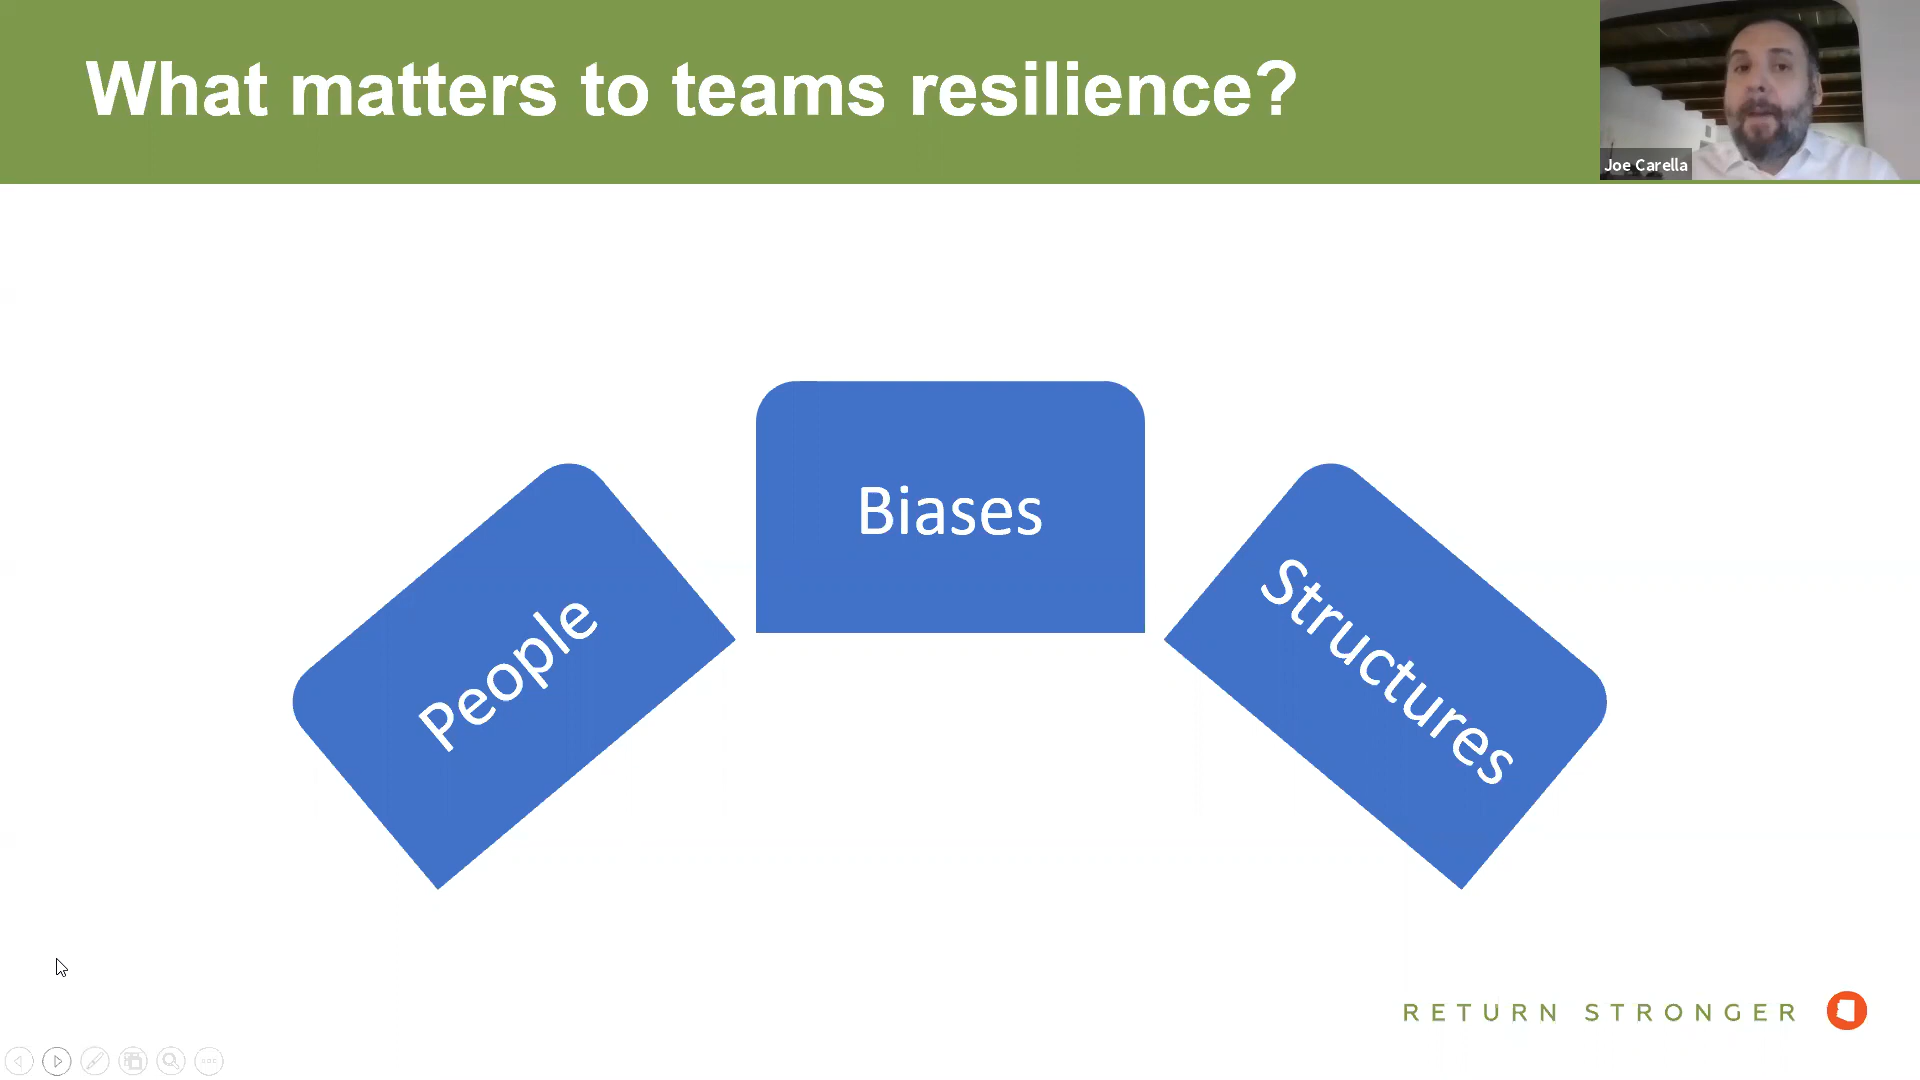 What matters to teams resilience?
Joe Carella
Biases
People
Structures
RETURN STRONGER